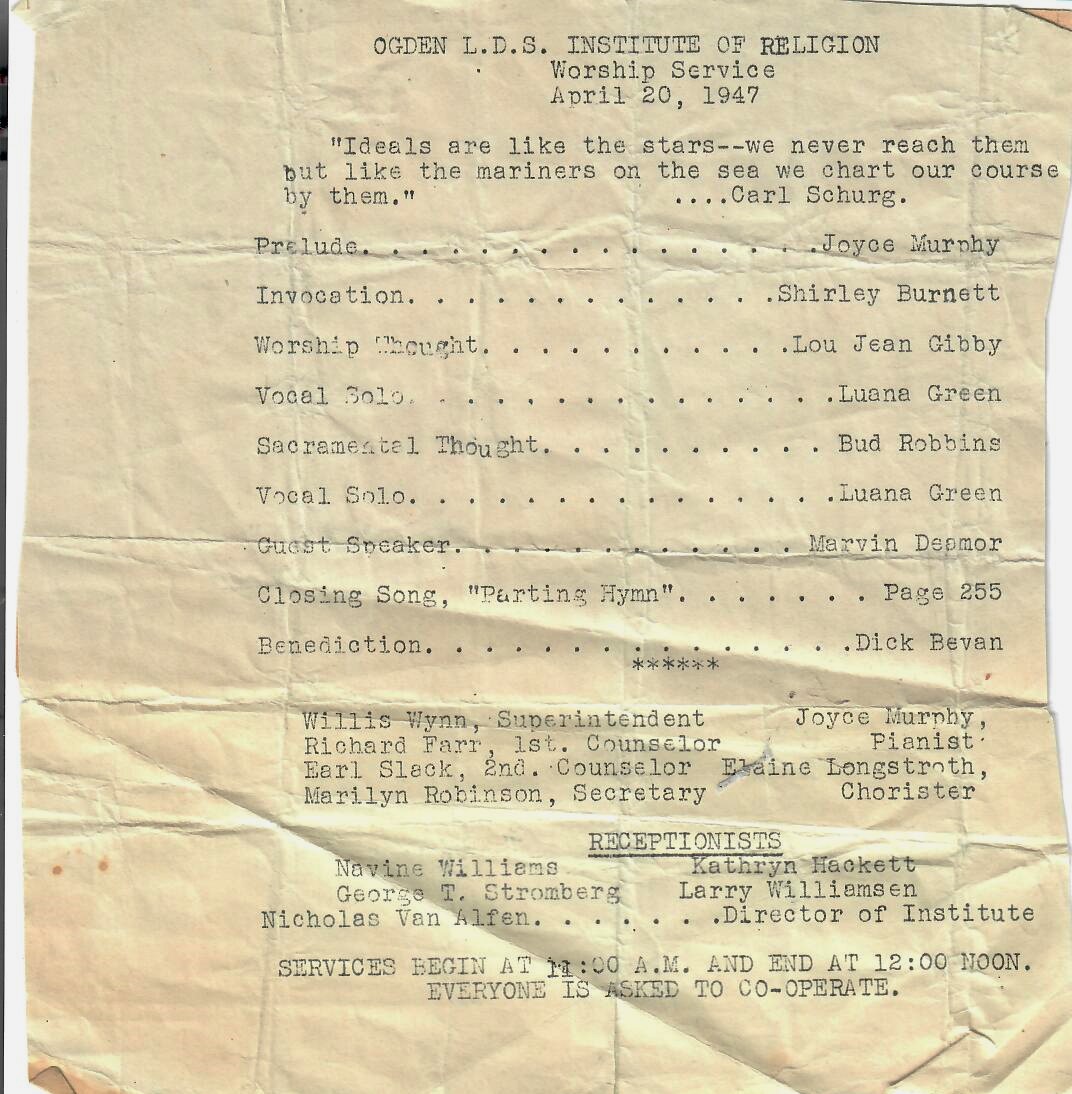 OGDEN L.D.S. INSTITUTE OF RELIGION
Worship Service
April 20, 1947
"Ideals are like the stars--we never reach them
but like the mariners on the sea we chart our course
by them." ....Carl Schurg.
Prelude. . . . . . . . . . . . . . . .Joyce Murphy
Invocation. . . . . . . . . . . . .Shirley Burnett
Worship Thought. . . . . . . . . . .Lou Jean Gibby
Vocal Solo. . . . . . . . . . . . . . .Luana Green
Sacramental Thought. . . . . . . . . . Bud Robbins
Vocal Solo. . . . . . . . . . . . . . .Luana Green
Guest Speaker. . . . . . . . . . . . Marvin
Closing Song, "Parting Hymn". . . . . . . Page 255
Benediction. . . . . . . . . . . . . . .Dick Bevan
******
Willis Wynn, Superintendent Joyce Murphy,
Richard Farr, 1st. Counselor Pianist
Earl Slack, 2nd. Counselor Elaine Longstroth,
Marilyn Robinson, Secretary Chorister
RECEPTIONISTS
Navine Williams Kathryn Hackett
George T. Stromberg Larry Williamsen
Nicholas Van Alfen. . . . . . .Director of Institute
SERVICES BEGIN AT 11:00 A.M. AND END AT 12:00 NOON.
EVERYONE IS ASKED TO CO-OPERATE.